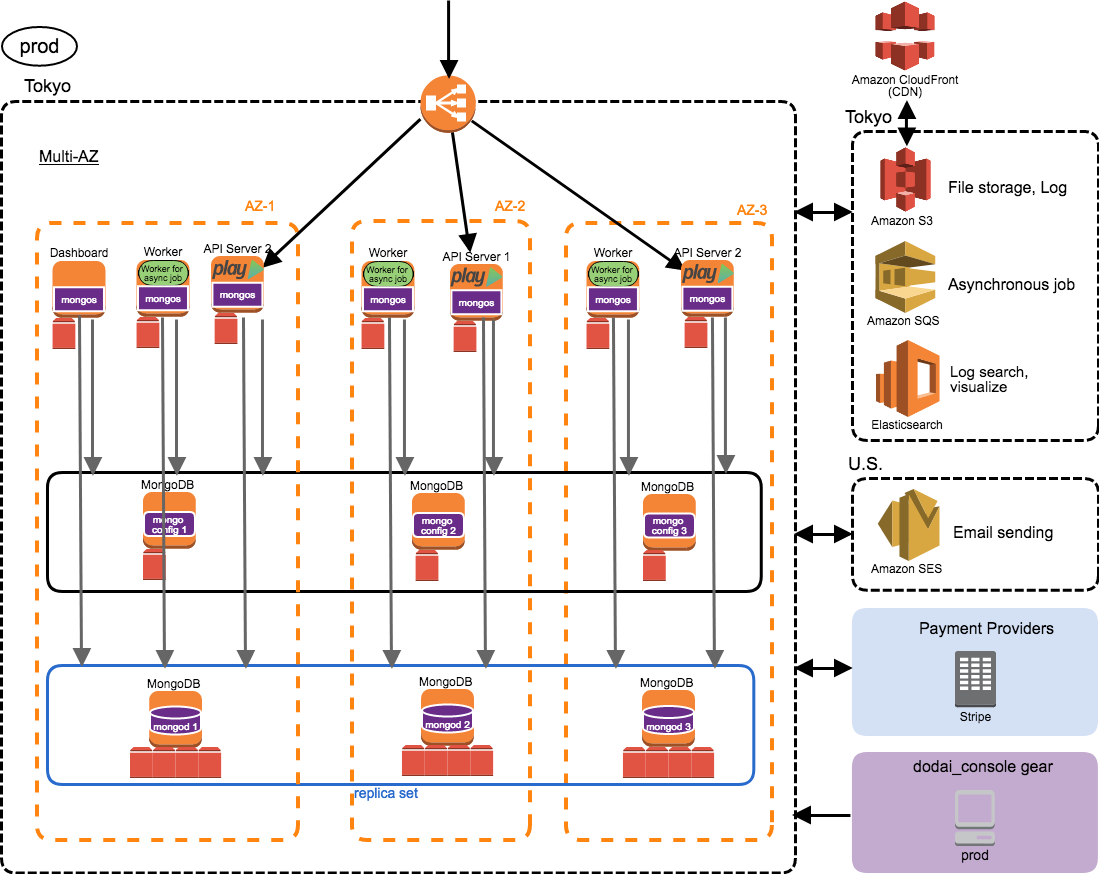 prod
Tokyo
Multi-AZ
AZ-1
AZ-2
AZ-3
Dashboard
mongos
Worker
Worker for
async job
mongos
API Server 2
play
mongos
Worker
Worker for
async job
mongos
API Server 1
play
mongos
Worker
Worker for
async job
mongos
API Server 2
play
mongos
MongoDB
mongo
config 1
MongoDB
mongo
config 2
MongoDB
mongo
config 3
MongoDB
mongod 1
MongoDB
mongod 2
MongoDB
mongod 3
replica set
Amazon CloudFront
(CDN)
Tokyo
File storage, Log
Amazon S3
Asynchronous job
Amazon SQS
Log search,
visualize
Elasticsearch
U.S.
Email sending
Amazon SES
Payment Providers
Stripe
dodai_console gear
prod